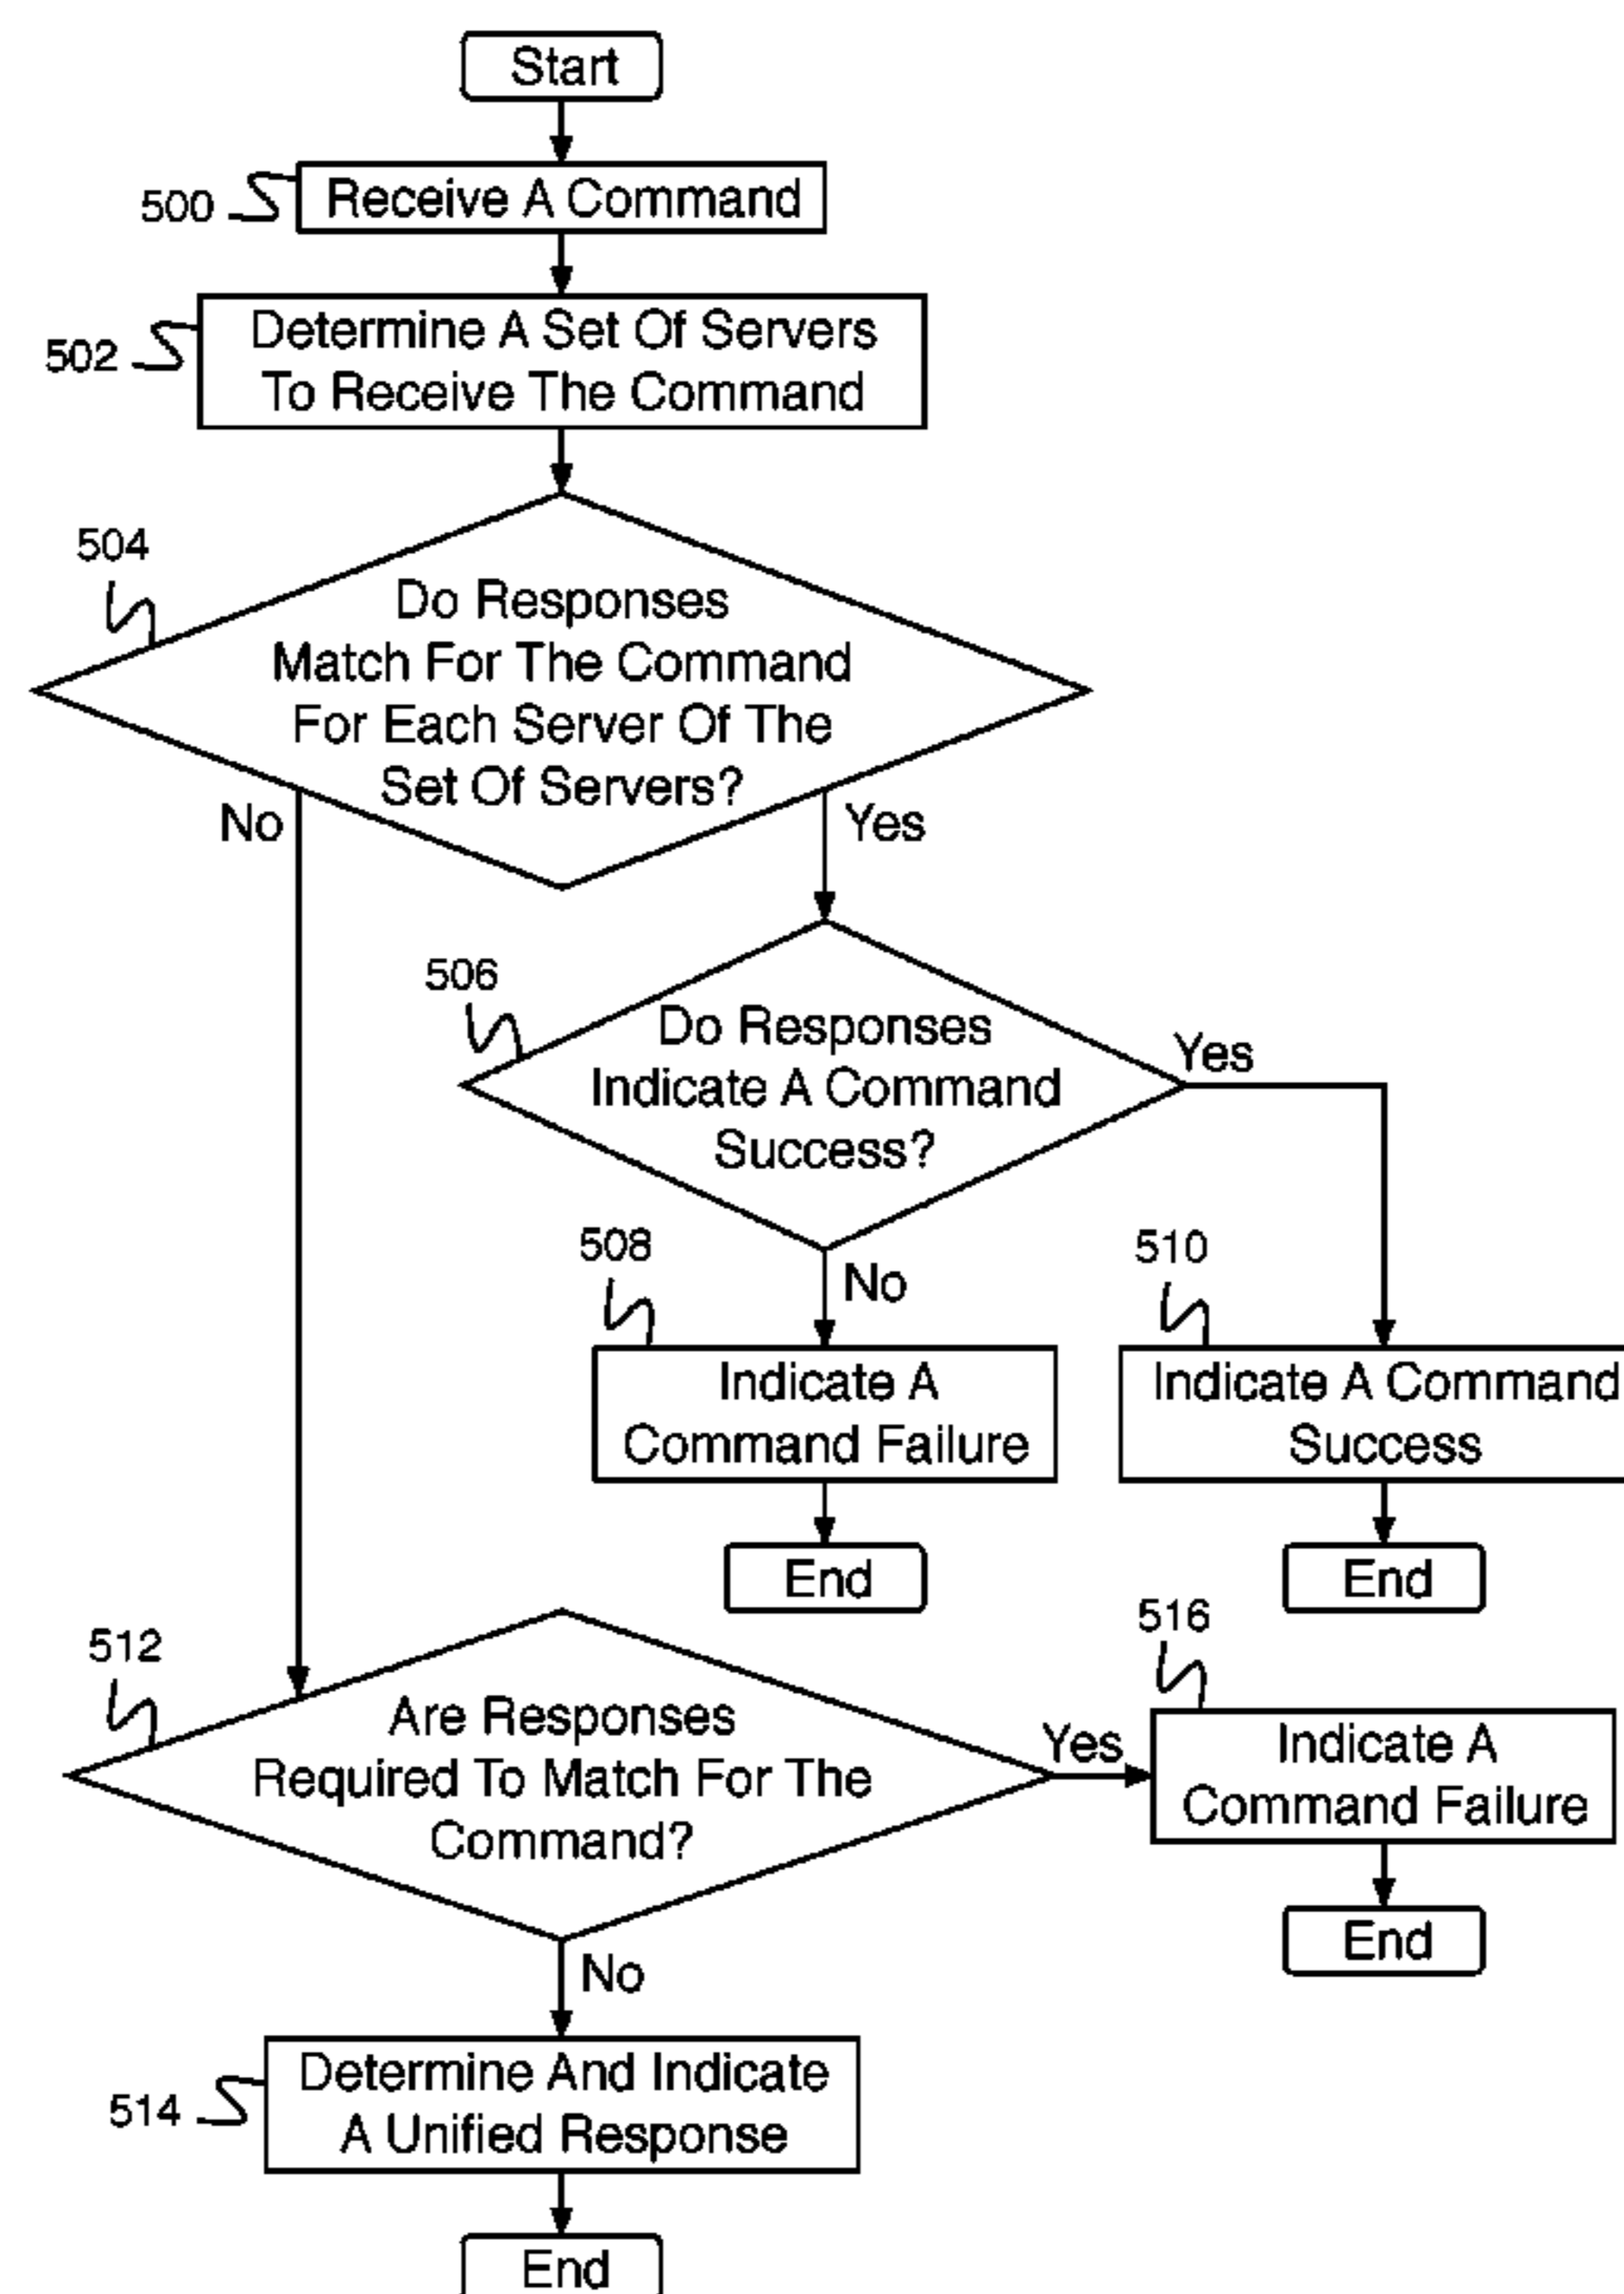 Start
500
Receive A Command
502
Determine A Set Of Servers
To Receive The Command
504
Do Responses
Match For The Command
For Each Server Of The
Set Of Servers?
No
Yes
506
Do Responses
Indicate A Command
Success?
Yes
508
No
510
Indicate A
Command Failure
Indicate A Command
Success
End
End
512
Are Responses
Required To Match For The
Command?
Yes
516
Indicate A
Command Failure
End
No
514
Determine And Indicate
A Unified Response
End